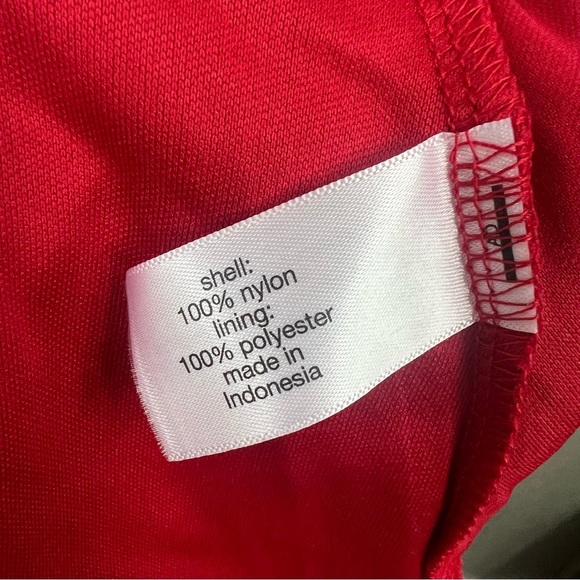 shell:
100% nylon
lining:
100% polyester
made in
Indonesia